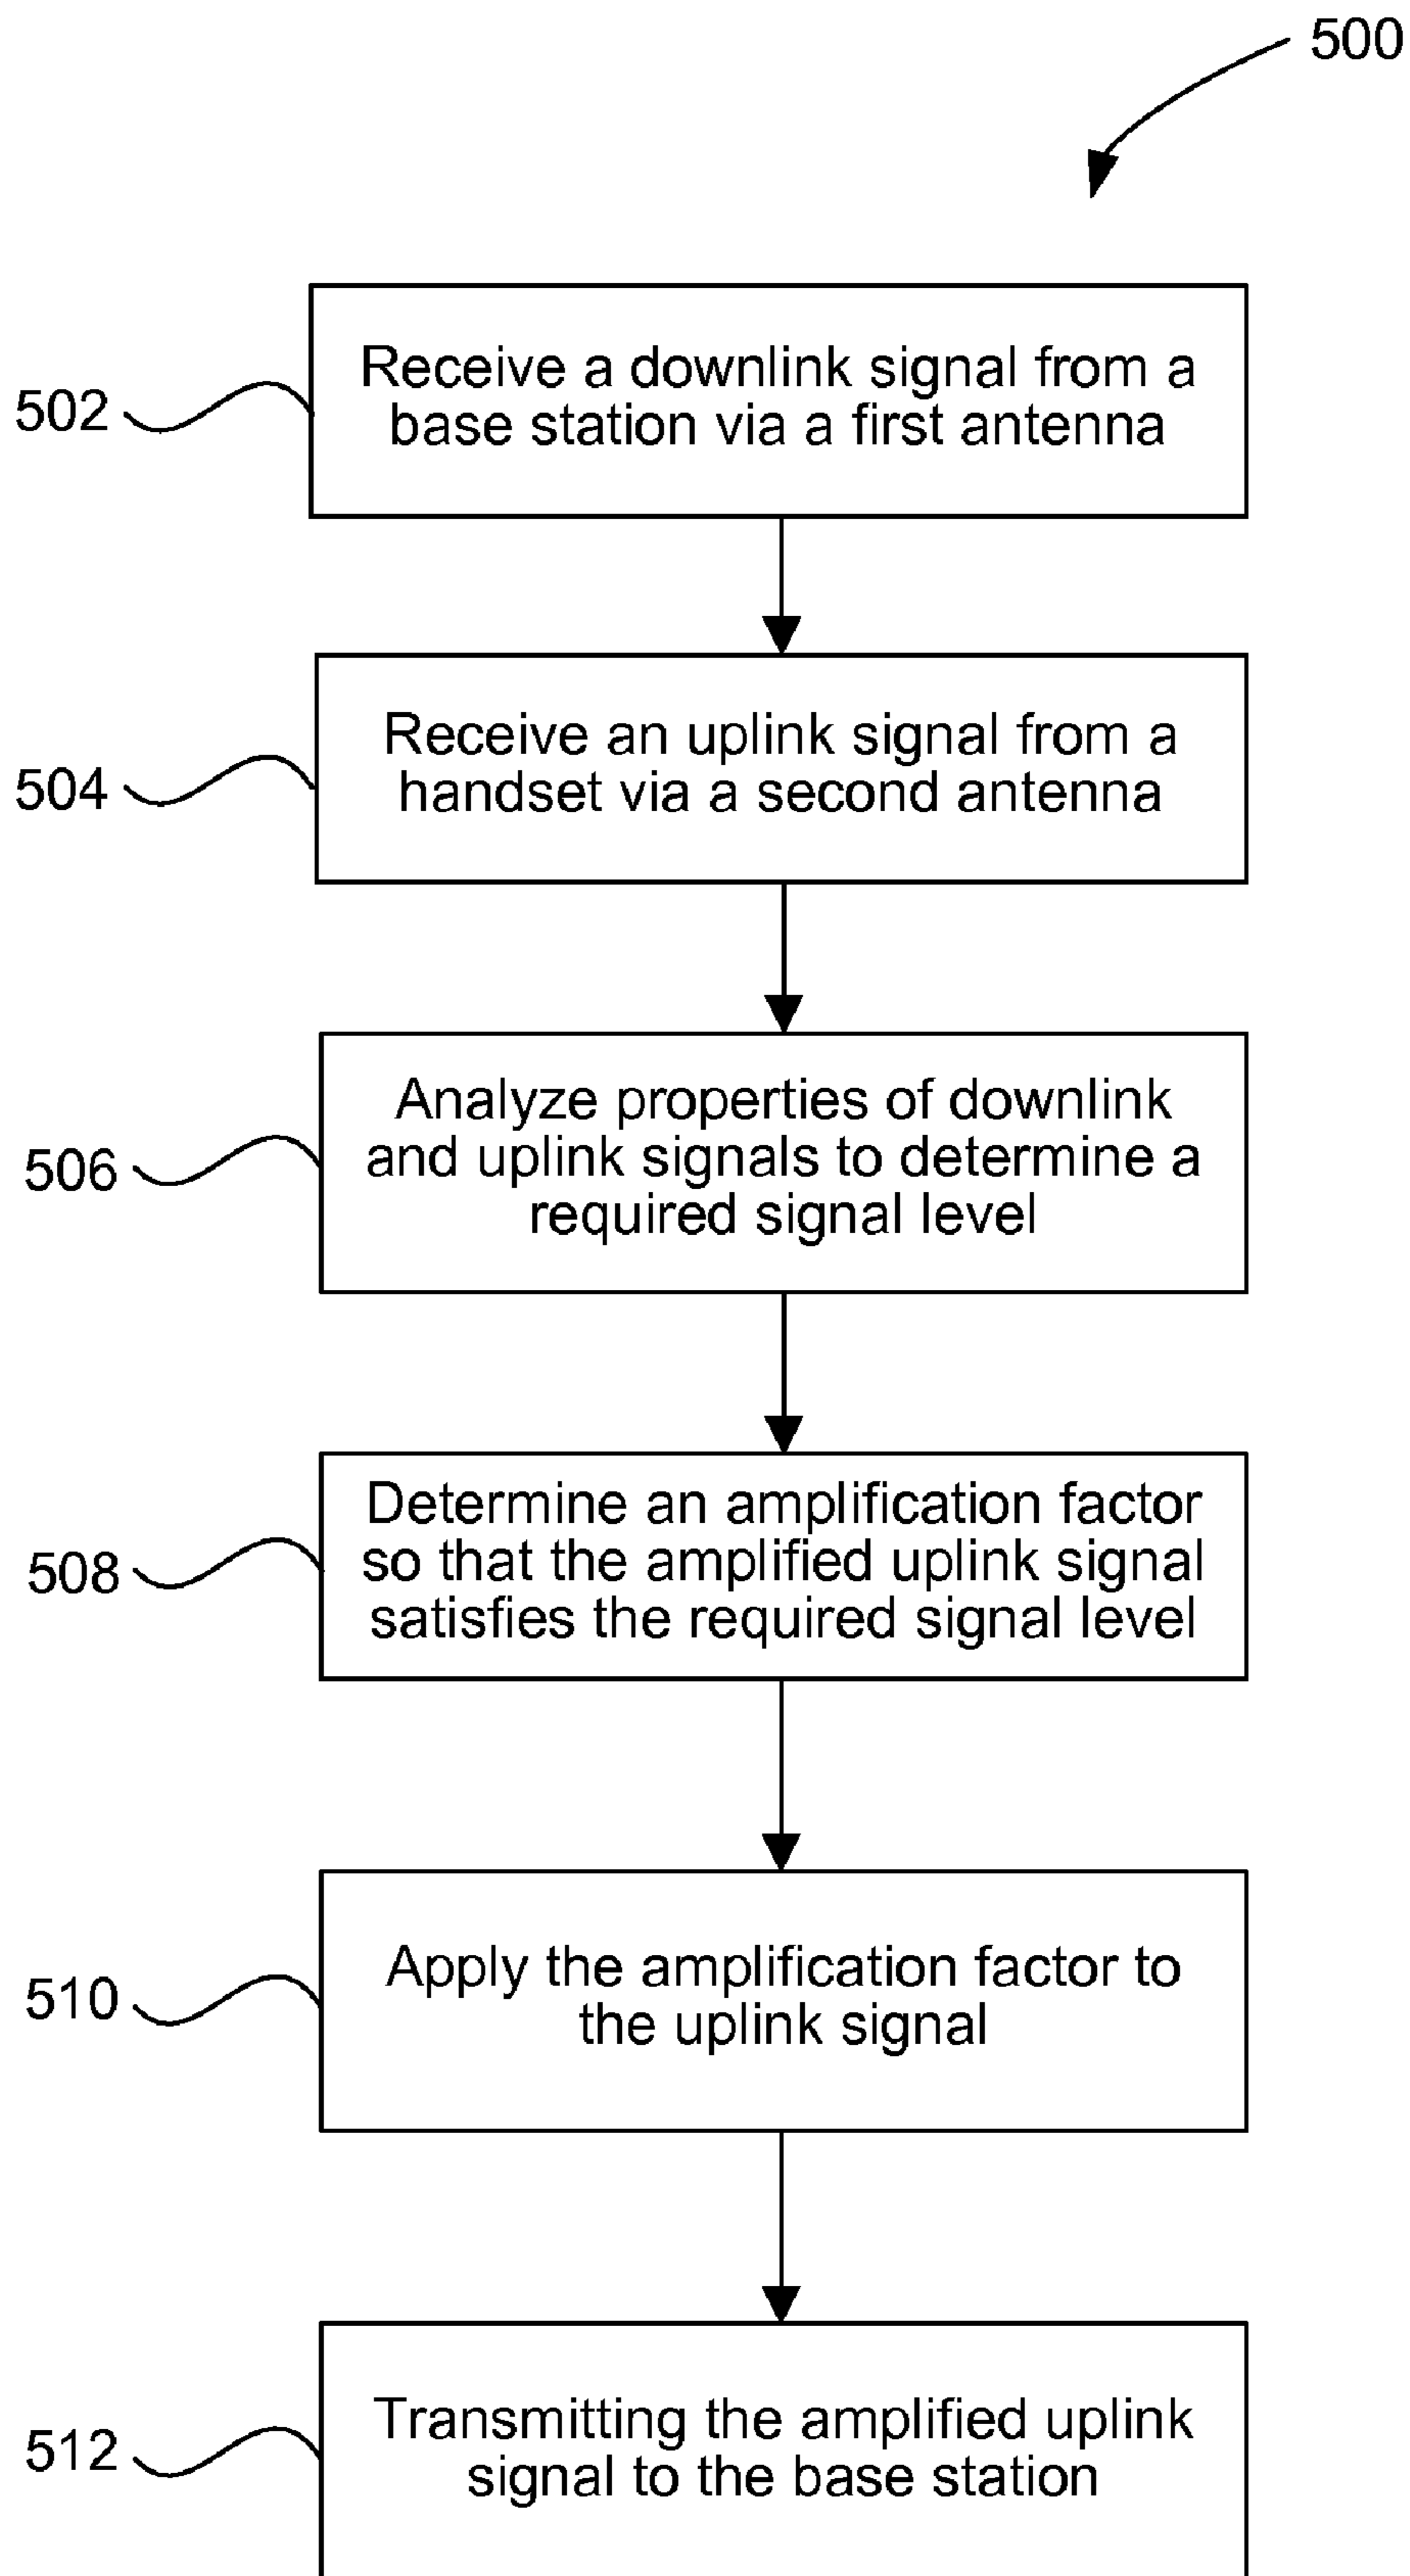 500
502
Receive a downlink signal from a
base station via a first antenna
504
Receive an uplink signal from a
handset via a second antenna
506
Analyze properties of downlink
and uplink signals to determine a
required signal level
508
Determine an amplification factor
so that the amplified uplink signal
satisfies the required signal level
510
Apply the amplification factor to
the uplink signal
512
Transmitting the amplified uplink
signal to the base station